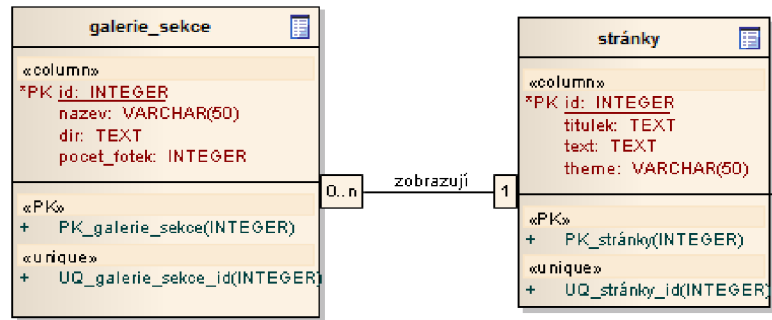 galerie_sekce
«column»
*PK id: INTEGER
nazev: VARCHAR(50)
dir: TEXT
pocet_fotek: INTEGER
«PK»
+ PK_galerie_sekce(INTEGER)
«unique»
+ UQ_galerie_sekce_id(INTEGER)
0..n
zobrazují
1
stránky
«column»
*PK id: INTEGER
titulek: TEXT
text: TEXT
theme: VARCHAR(50)
«PK»
+ PK_stránky(INTEGER)
«unique»
+ UQ_stránky_id(INTEGER)